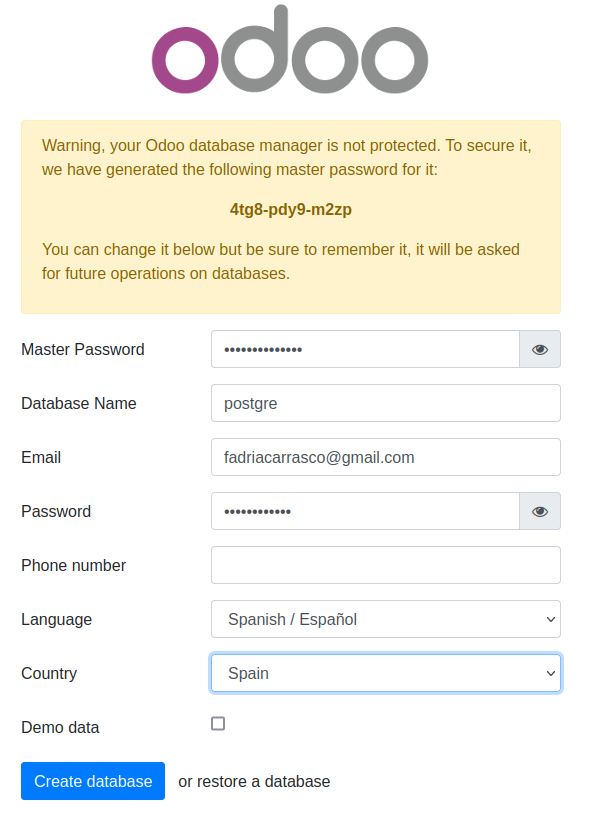 odoo
Warning, your Odoo database manager is not protected. To secure it,
we have generated the following master password for it:
4tg8-pdy9-m2zp
You can change it below but be sure to remember it, it will be asked
for future operations on databases.
Master Password ••••••••••••••
Database Name postgre
Email fadriacarrasco@gmail.com
Password ••••••••••••
Phone number
Language Spanish / Español
Country Spain
Demo data
Create database or restore a database